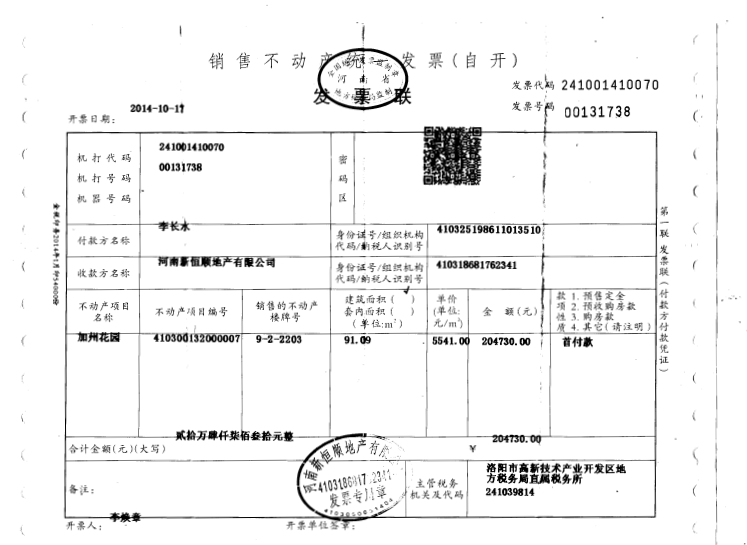 销售不动产统一发票(自开)
河南省
发票联
发票代码 241001410070
发票号码 00131738
开票日期: 2014-10-17
机打代码 241001410070
机打号码 00131738
机器号码
密码区
付款方名称 李长水
身份证号/组织机构代码/纳税人识别号 410325198611013510
收款方名称 河南新恒顺地产有限公司
身份证号/组织机构代码/纳税人识别号 410318681762341
不动产项目名称 不动产项目编号 销售的不动产楼牌号 建筑面积( ) 套内面积( ) (单位:m²) 单价(单位:元/m²) 金 额(元) 款项性质 1.预售定金 2.预收购房款 3.购房款 4.其它(请注明)
加州花园 410300132000007 9-2-2203 91.09 5541.00 204730.00 首付款
贰拾万肆仟柒佰叁拾元整
合计金额(元)(大写) ¥ 204730.00
备注:
河南新恒顺地产有限
发票专用章
主管税务机关及代码
洛阳市高新技术产业开发区地
方税务局直属税务所
241039814
开票人: 李焕章
开票单位签章:
第一联 发票联(付款方付款凭证)